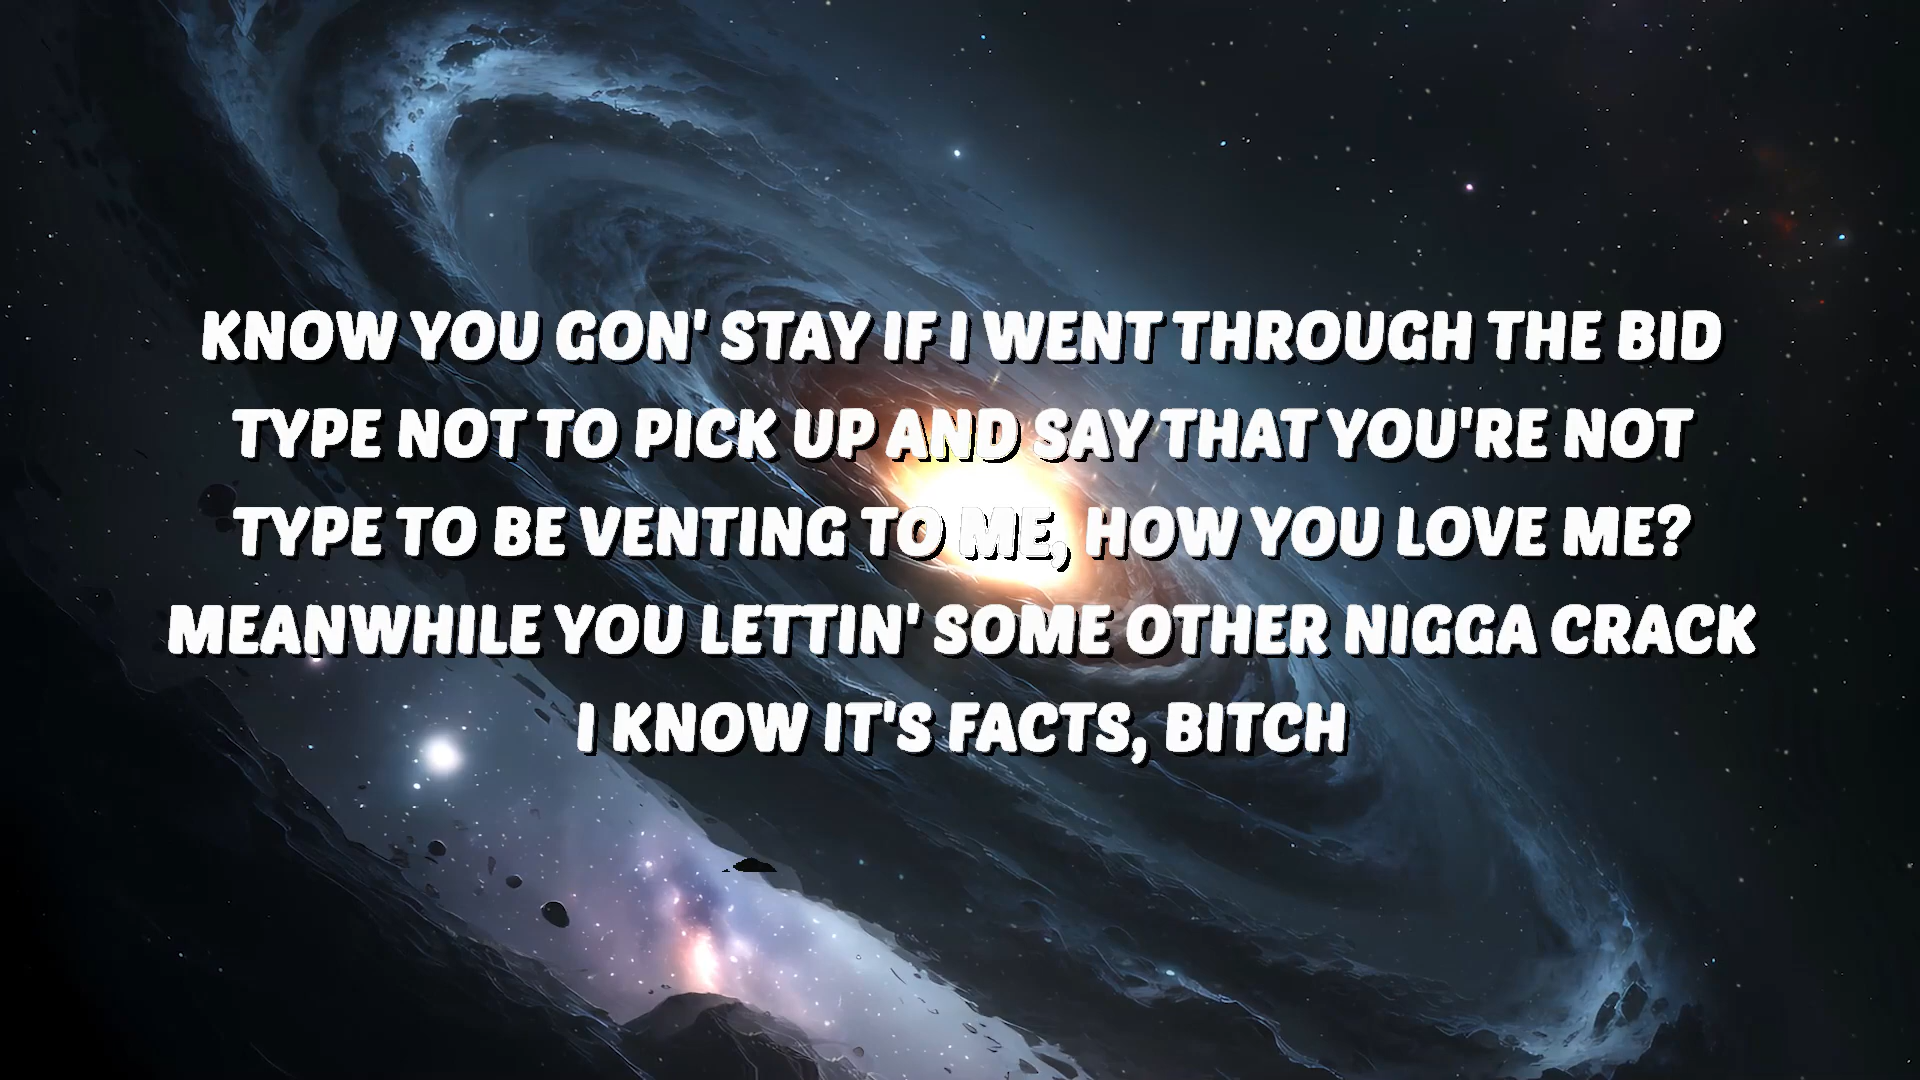 KNOW YOU GON' STAY IF I WENT THROUGH THE BID
TYPE NOT TO PICK UP AND SAY THAT YOU'RE NOT
TYPE TO BE VENTING TO ME, HOW YOU LOVE ME?
MEANWHILE YOU LETTIN' SOME OTHER NIGGA CRACK
I KNOW IT'S FACTS, BITCH